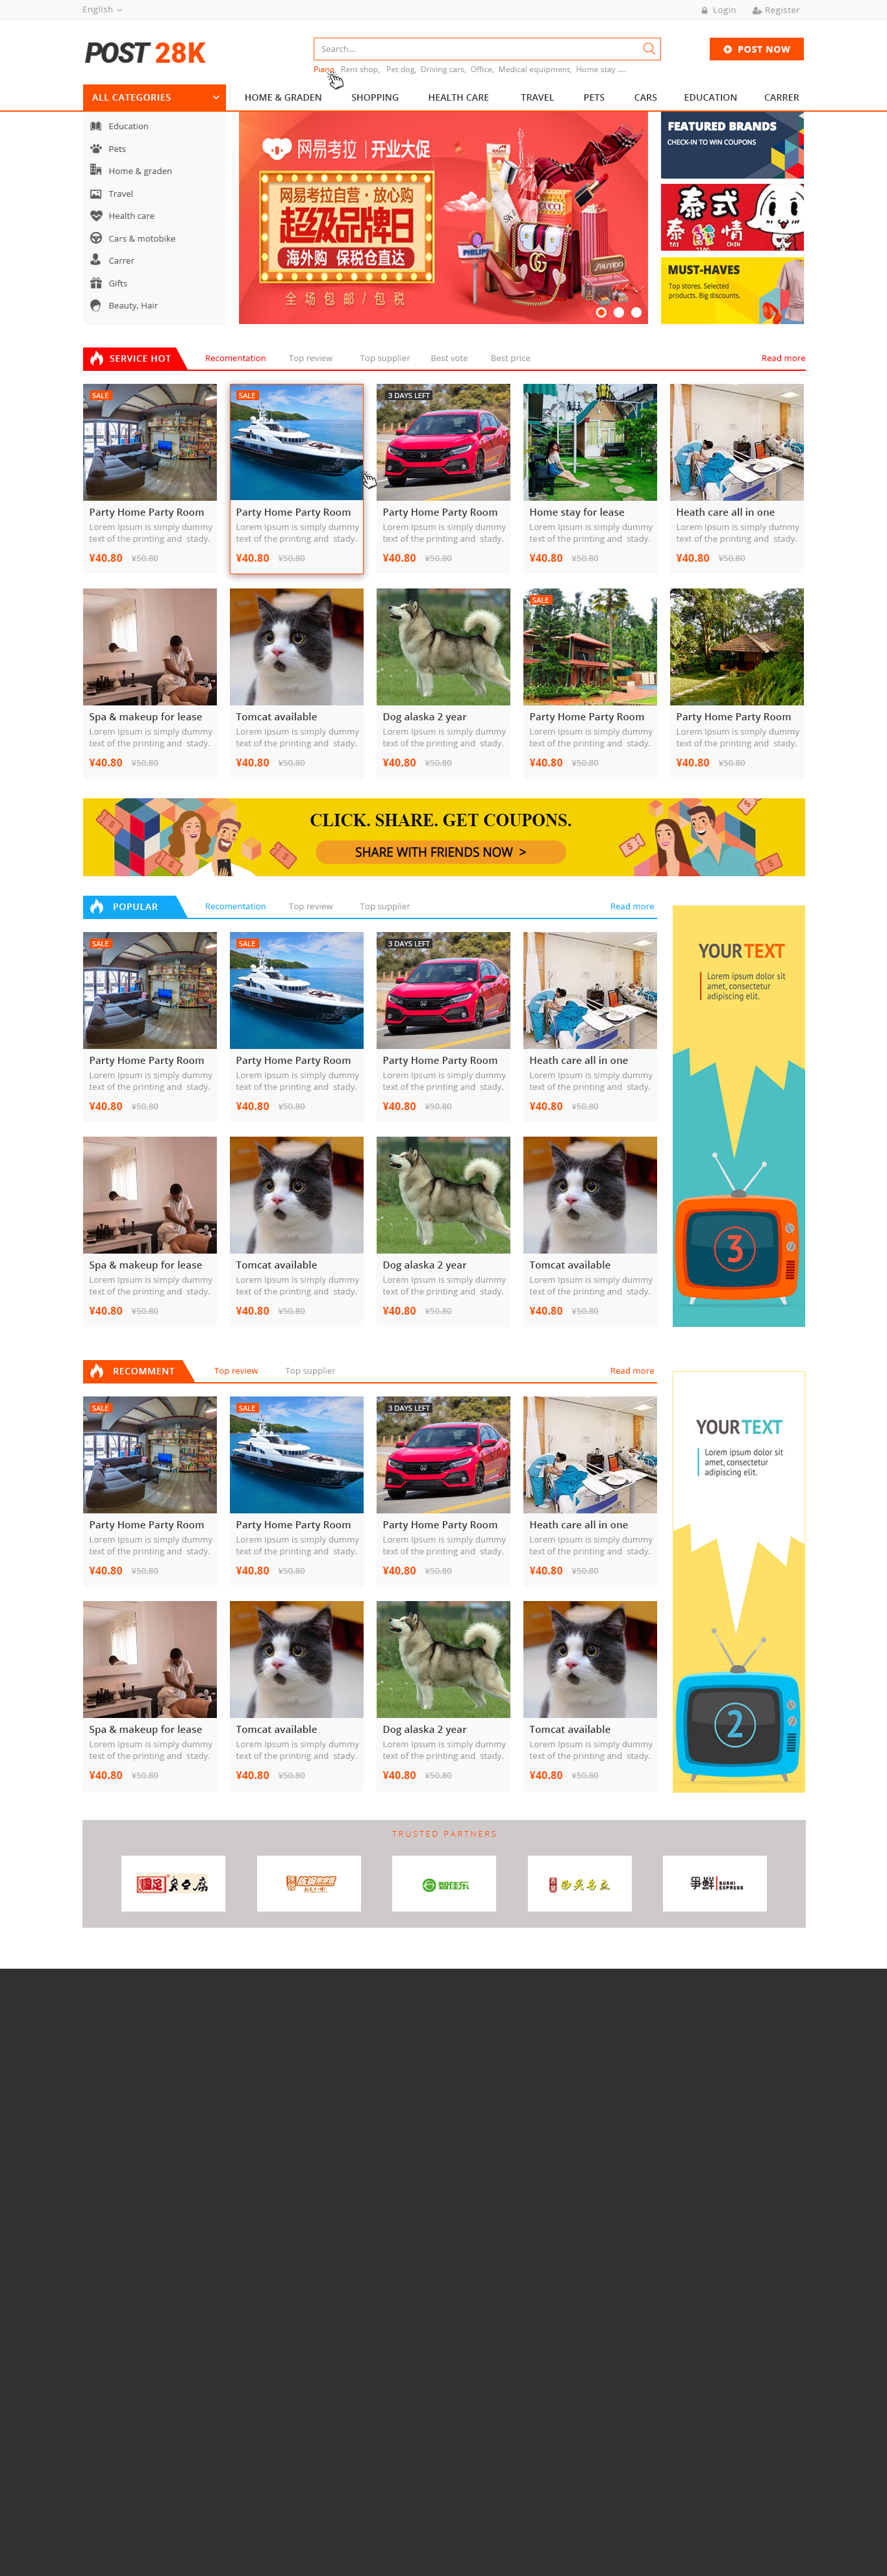 English
Login
Register
POST 28K
Search...
POST NOW
Piano, Rent shop, Pet dog, Driving cars, Office, Medical equipment, Home stay ....
ALL CATEGORIES
HOME & GRADEN
SHOPPING
HEALTH CARE
TRAVEL
PETS
CARS
EDUCATION
CARRER
Education
Pets
Home & graden
Travel
Health care
Cars & motobike
Carrer
Gifts
Beauty, Hair
网易考拉 | 开业大促
网易考拉自营·放心购
超级品牌日
海外购 保税仓直达
全场包邮/包税
PHILIPS
SHISEIDO
FEATURED BRANDS
CHECK-IN TO WIN COUPONS
泰式
情
TAI
CHIN
MUST-HAVES
Top stores. Selected
products. Big discounts.
SERVICE HOT
Recomentation
Top review
Top supplier
Best vote
Best price
Read more
SALE
SALE
3 DAYS LEFT
Party Home Party Room
Lorem Ipsum is simply dummy
text of the printing and stady.
¥40.80 ¥50.80
Party Home Party Room
Lorem Ipsum is simply dummy
text of the printing and stady.
¥40.80 ¥50.80
Party Home Party Room
Lorem Ipsum is simply dummy
text of the printing and stady.
¥40.80 ¥50.80
Home stay for lease
Lorem Ipsum is simply dummy
text of the printing and stady.
¥40.80 ¥50.80
Heath care all in one
Lorem Ipsum is simply dummy
text of the printing and stady.
¥40.80 ¥50.80
SALE
Spa & makeup for lease
Lorem Ipsum is simply dummy
text of the printing and stady.
¥40.80 ¥50.80
Tomcat available
Lorem Ipsum is simply dummy
text of the printing and stady.
¥40.80 ¥50.80
Dog alaska 2 year
Lorem Ipsum is simply dummy
text of the printing and stady.
¥40.80 ¥50.80
Party Home Party Room
Lorem Ipsum is simply dummy
text of the printing and stady.
¥40.80 ¥50.80
Party Home Party Room
Lorem Ipsum is simply dummy
text of the printing and stady.
¥40.80 ¥50.80
CLICK. SHARE. GET COUPONS.
SHARE WITH FRIENDS NOW >
POPULAR
Recomentation
Top review
Top supplier
Read more
SALE
SALE
3 DAYS LEFT
Party Home Party Room
Lorem Ipsum is simply dummy
text of the printing and stady.
¥40.80 ¥50.80
Party Home Party Room
Lorem Ipsum is simply dummy
text of the printing and stady.
¥40.80 ¥50.80
Party Home Party Room
Lorem Ipsum is simply dummy
text of the printing and stady.
¥40.80 ¥50.80
Heath care all in one
Lorem Ipsum is simply dummy
text of the printing and stady.
¥40.80 ¥50.80
Spa & makeup for lease
Lorem Ipsum is simply dummy
text of the printing and stady.
¥40.80 ¥50.80
Tomcat available
Lorem Ipsum is simply dummy
text of the printing and stady.
¥40.80 ¥50.80
Dog alaska 2 year
Lorem Ipsum is simply dummy
text of the printing and stady.
¥40.80 ¥50.80
Tomcat available
Lorem Ipsum is simply dummy
text of the printing and stady.
¥40.80 ¥50.80
YOUR TEXT
Lorem ipsum dolor sit
amet, consectetur
adipiscing elit.
3
RECOMMENT
Top review
Top supplier
Read more
SALE
SALE
3 DAYS LEFT
Party Home Party Room
Lorem Ipsum is simply dummy
text of the printing and stady.
¥40.80 ¥50.80
Party Home Party Room
Lorem Ipsum is simply dummy
text of the printing and stady.
¥40.80 ¥50.80
Party Home Party Room
Lorem Ipsum is simply dummy
text of the printing and stady.
¥40.80 ¥50.80
Heath care all in one
Lorem Ipsum is simply dummy
text of the printing and stady.
¥40.80 ¥50.80
Spa & makeup for lease
Lorem Ipsum is simply dummy
text of the printing and stady.
¥40.80 ¥50.80
Tomcat available
Lorem Ipsum is simply dummy
text of the printing and stady.
¥40.80 ¥50.80
Dog alaska 2 year
Lorem Ipsum is simply dummy
text of the printing and stady.
¥40.80 ¥50.80
Tomcat available
Lorem Ipsum is simply dummy
text of the printing and stady.
¥40.80 ¥50.80
YOUR TEXT
Lorem ipsum dolor sit
amet, consectetur
adipiscing elit.
2
TRUSTED PARTNERS
臭豆腐
智佳乐
争鲜 SUSHI EXPRESS